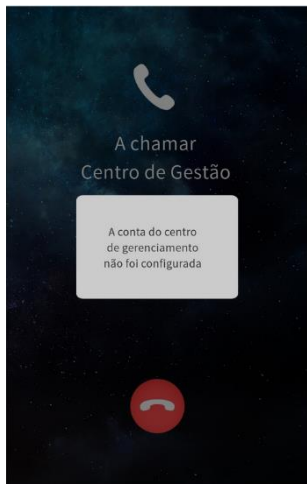 A chamar
Centro de Gestão
A conta do centro
de gerenciamento
não foi configurada